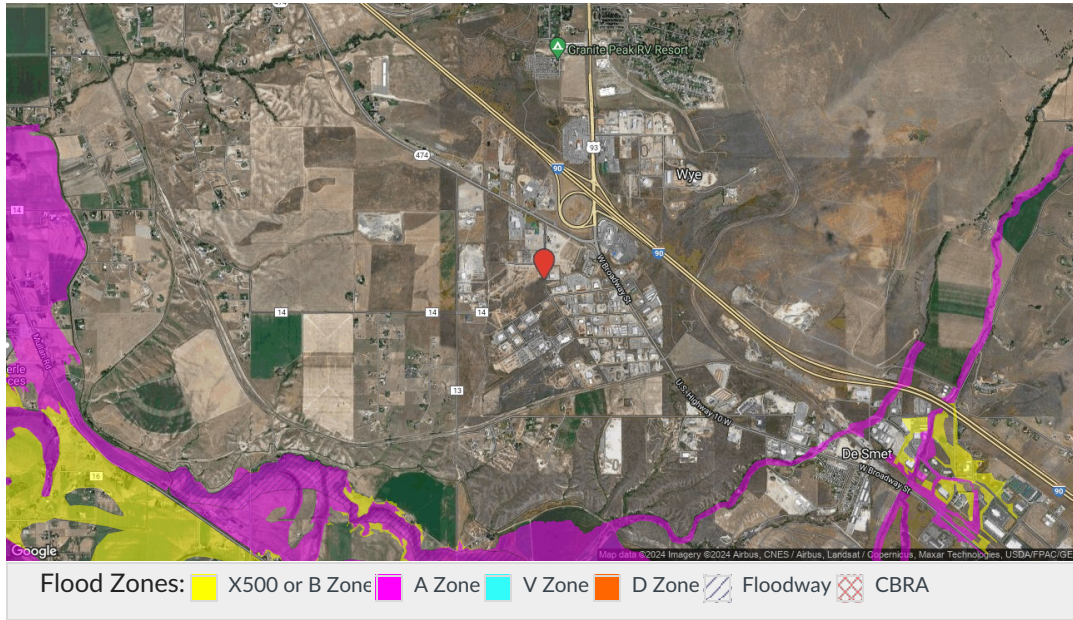 474
Granite Peak RV Resort
93
474
90
Wye
14
90
W Broadway St
14
14
14
Mullan Rd
13
U.S. Highway 10 W
De Smet
W Broadway St
16
90
Google
Map data ©2024 Imagery ©2024 Airbus, CNES / Airbus, Landsat / Copernicus, Maxar Technologies, USDA/FPAC/GE
Flood Zones: X500 or B Zone A Zone V Zone D Zone Floodway CBRA